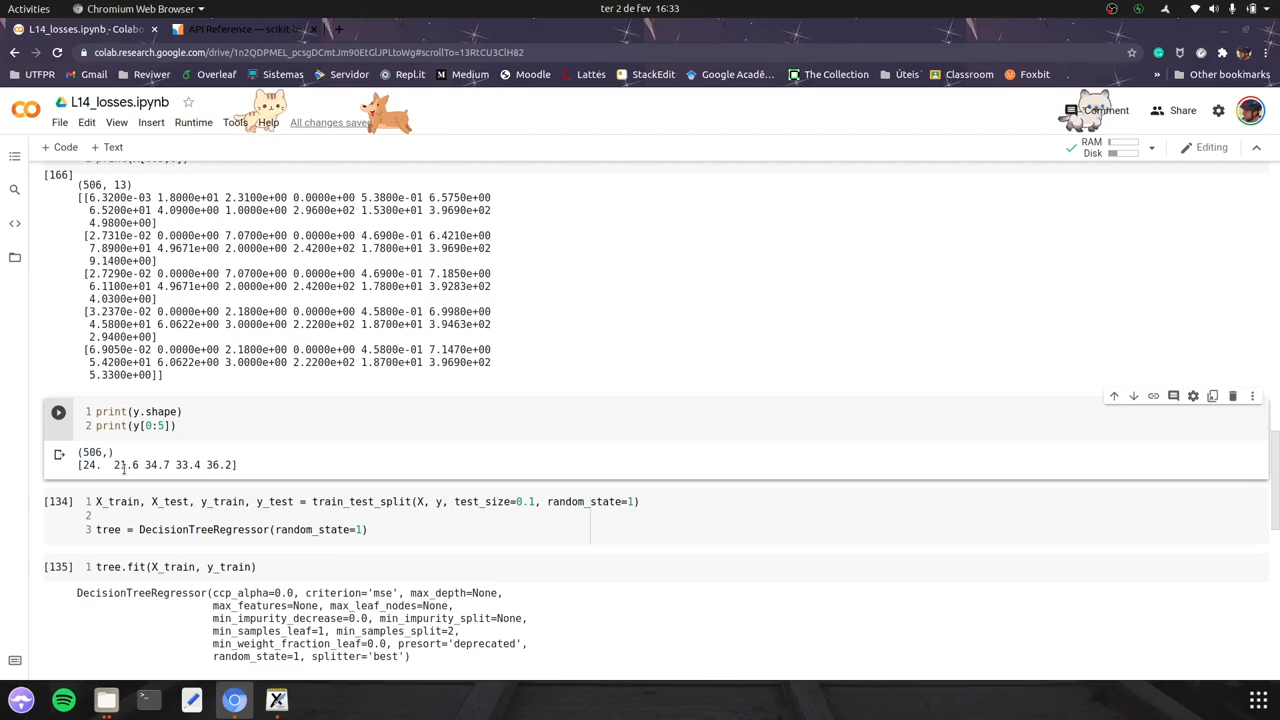 Activities
Chromium Web Browser
ter 2 de fev 16:33
L14_losses.ipynb - Colabo
API Reference — scikit-l
colab.research.google.com/drive/1n2QDPMEL_pcsgDCmtJm90EtGlJPLtoWg#scrollTo=13RtCU3ClH82
UTFPR Gmail Reviwer Overleaf Sistemas Servidor Repl.it Medium Moodle Lattes StackEdit Google Acadê... The Collection Úteis Classroom Foxbit » Other bookmarks
L14_losses.ipynb
Comment Share
File Edit View Insert Runtime Tools Help All changes saved
+ Code + Text
RAM
Disk
Editing
[166]
(506, 13)
[[6.3200e-03 1.8000e+01 2.3100e+00 0.0000e+00 5.3800e-01 6.5750e+00
6.5200e+01 4.0900e+00 1.0000e+00 2.9600e+02 1.5300e+01 3.9690e+02
4.9800e+00]
[2.7310e-02 0.0000e+00 7.0700e+00 0.0000e+00 4.6900e-01 6.4210e+00
7.8900e+01 4.9671e+00 2.0000e+00 2.4200e+02 1.7800e+01 3.9690e+02
9.1400e+00]
[2.7290e-02 0.0000e+00 7.0700e+00 0.0000e+00 4.6900e-01 7.1850e+00
6.1100e+01 4.9671e+00 2.0000e+00 2.4200e+02 1.7800e+01 3.9283e+02
4.0300e+00]
[3.2370e-02 0.0000e+00 2.1800e+00 0.0000e+00 4.5800e-01 6.9980e+00
4.5800e+01 6.0622e+00 3.0000e+00 2.2200e+02 1.8700e+01 3.9463e+02
2.9400e+00]
[6.9050e-02 0.0000e+00 2.1800e+00 0.0000e+00 4.5800e-01 7.1470e+00
5.4200e+01 6.0622e+00 3.0000e+00 2.2200e+02 1.8700e+01 3.9690e+02
5.3300e+00]]
1 print(y.shape)
2 print(y[0:5])
(506,)
[24. 21.6 34.7 33.4 36.2]
[134] 1 X_train, X_test, y_train, y_test = train_test_split(X, y, test_size=0.1, random_state=1)
2
3 tree = DecisionTreeRegressor(random_state=1)
[135] 1 tree.fit(X_train, y_train)
DecisionTreeRegressor(ccp_alpha=0.0, criterion='mse', max_depth=None,
max_features=None, max_leaf_nodes=None,
min_impurity_decrease=0.0, min_impurity_split=None,
min_samples_leaf=1, min_samples_split=2,
min_weight_fraction_leaf=0.0, presort='deprecated',
random_state=1, splitter='best')